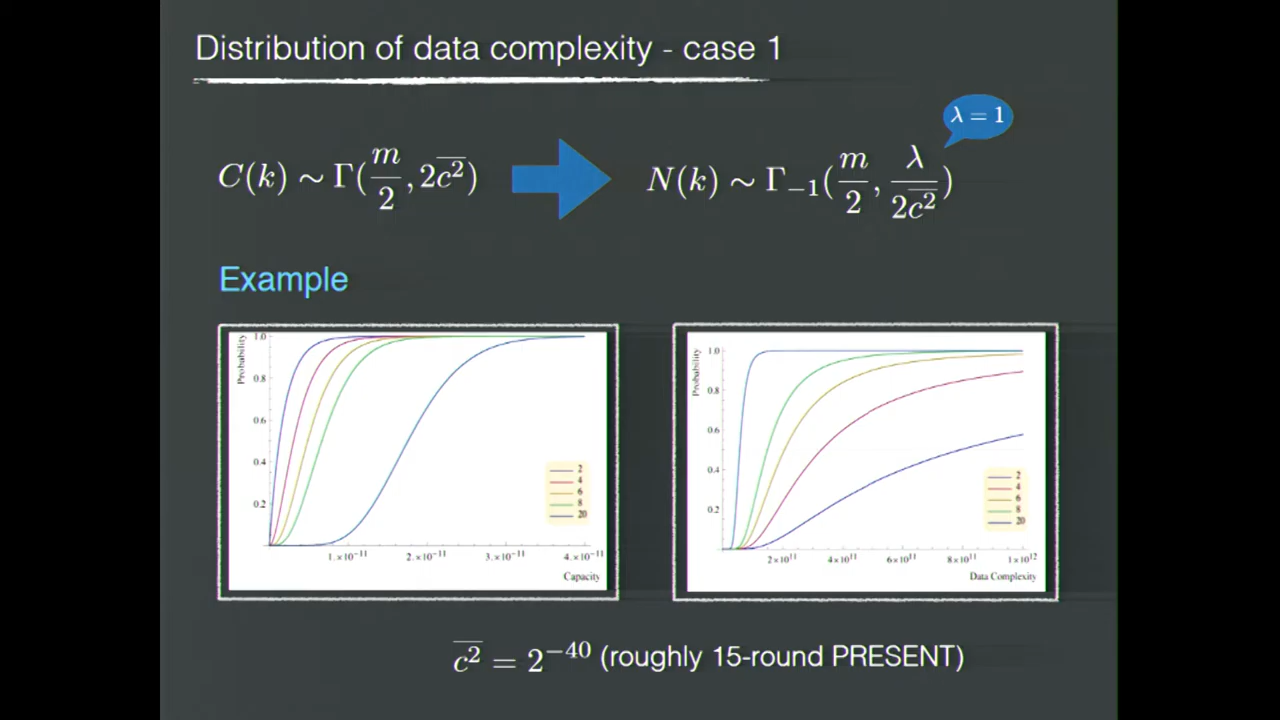 Distribution of data complexity - case 1
λ = 1
C(k) ∼ Γ(m/2, 2c̅²)
N(k) ∼ Γ₋₁(m/2, λ/2c̅²)
Example
Probability
1.0
0.8
0.6
0.4
0.2
1.×10⁻¹¹ 2.×10⁻¹¹ 3.×10⁻¹¹ 4.×10⁻¹¹
Capacity
2
4
6
8
20
Probability
1.0
0.8
0.6
0.4
0.2
2×10¹¹ 4×10¹¹ 6×10¹¹ 8×10¹¹ 1×10¹²
Data Complexity
2
4
6
8
20
c̅² = 2⁻⁴⁰ (roughly 15-round PRESENT)